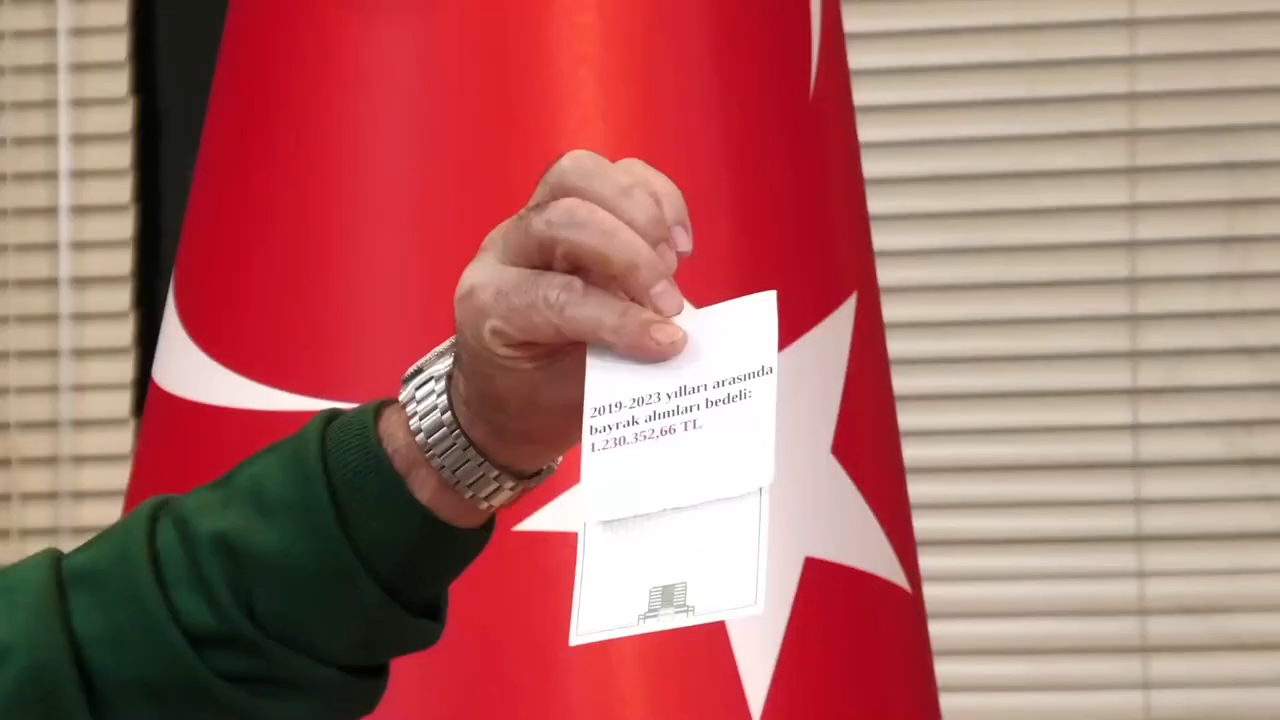 2019-2023 yılları arasında
bayrak alımları bedeli:
1.230.352,66 TL